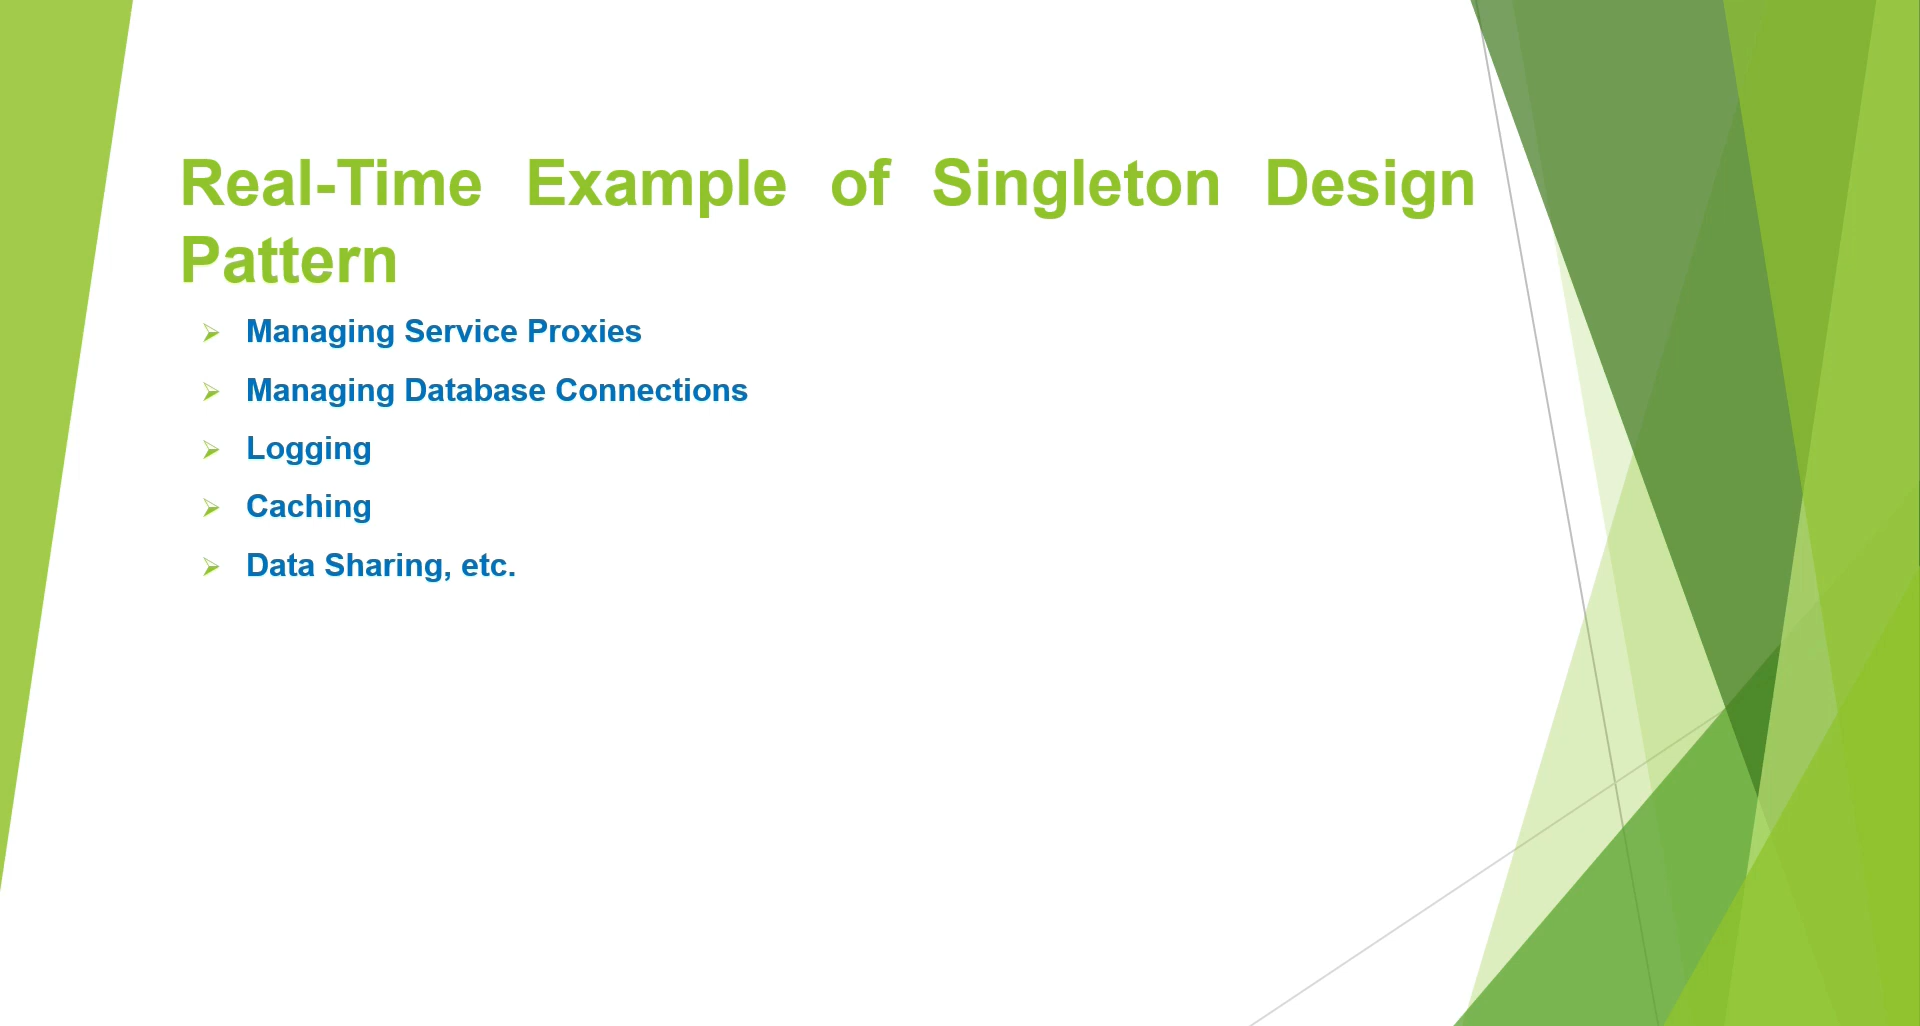 Real-Time Example of Singleton Design
Pattern
Managing Service Proxies
Managing Database Connections
Logging
Caching
Data Sharing, etc.